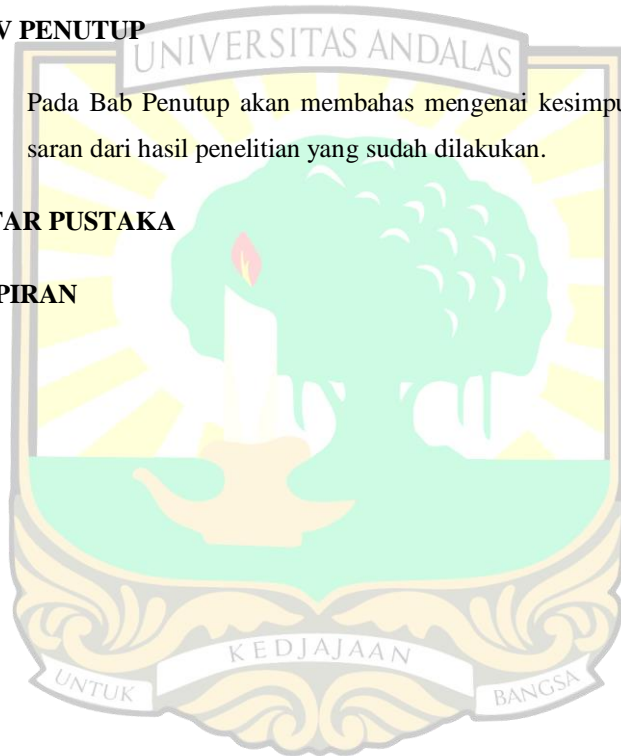 V PENUTUP
UNIVERSITAS ANDALAS
Pada Bab Penutup akan membahas mengenai kesimpu
saran dari hasil penelitian yang sudah dilakukan.
TAR PUSTAKA
PIRAN
KEDJAJAAN
UNTUK
BANGSA